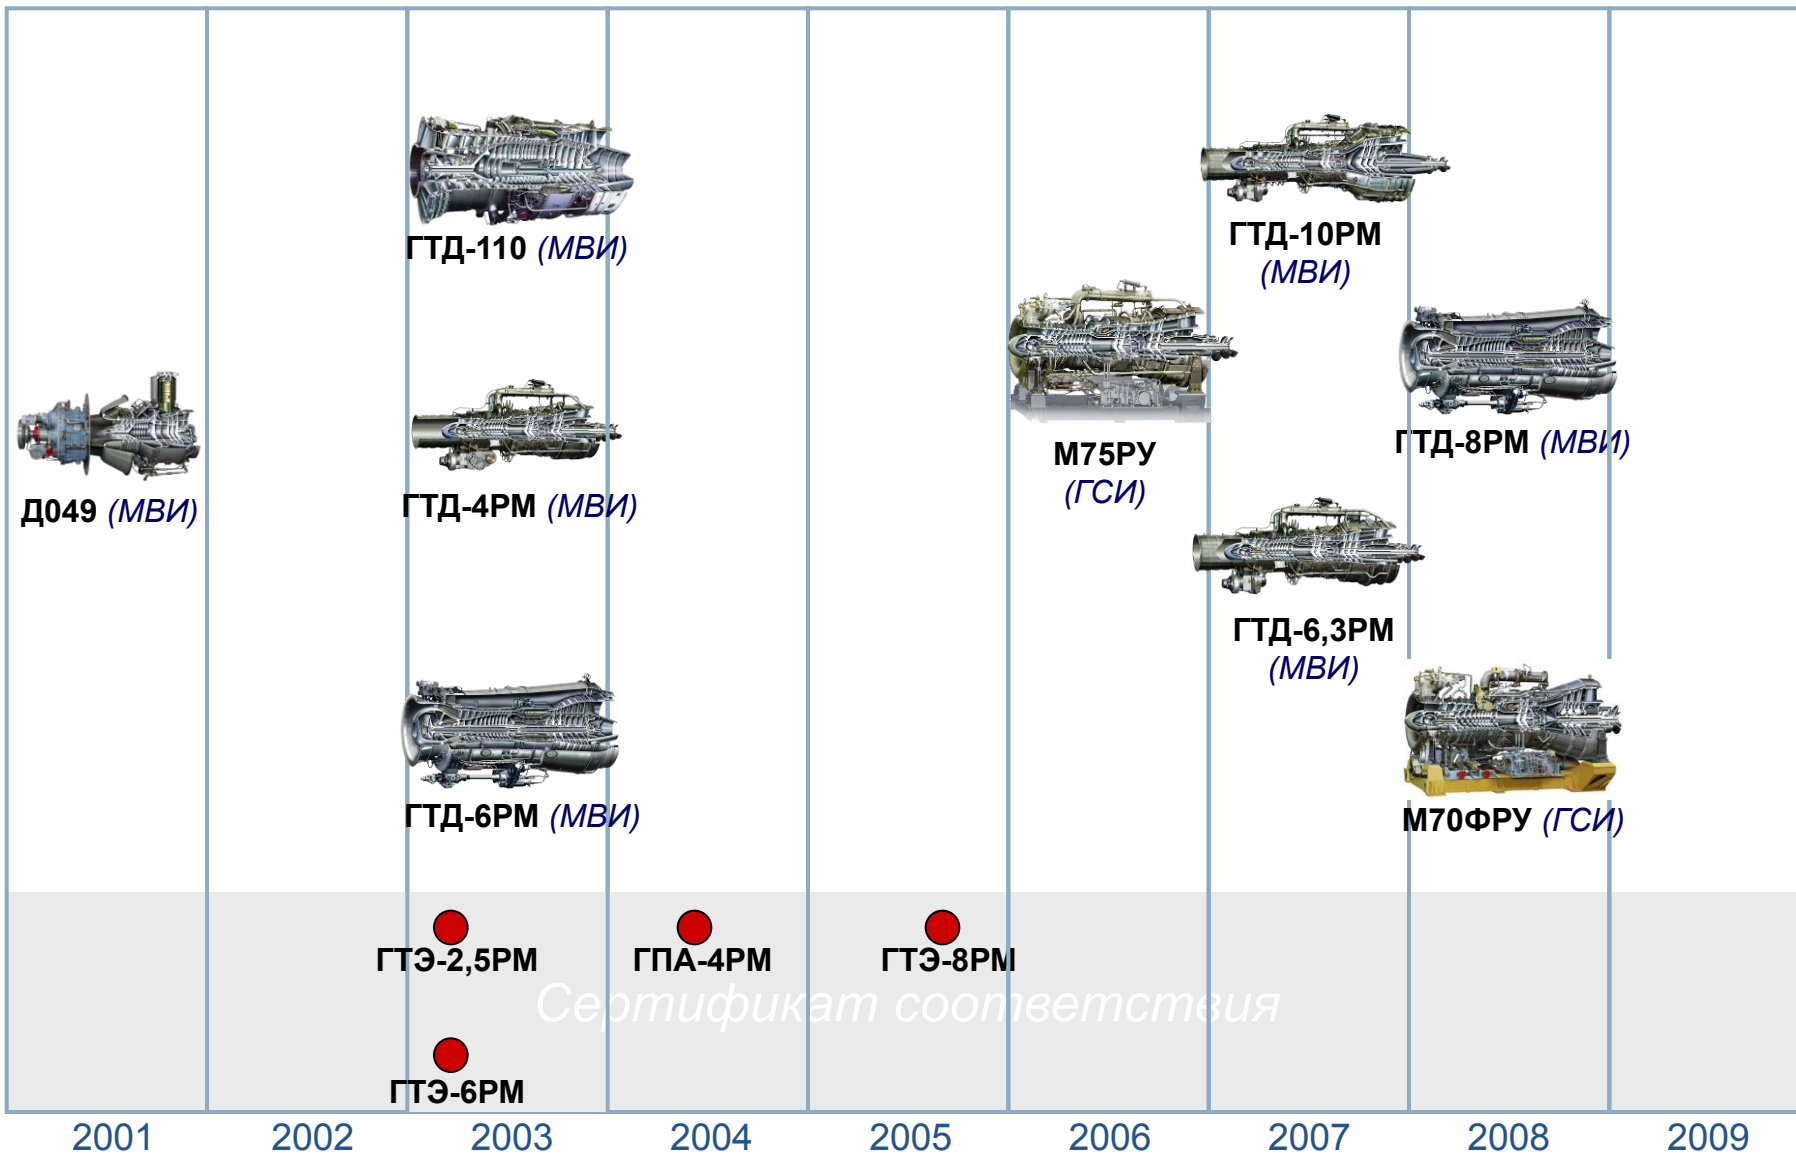 ГТД-110 (МВИ)
ГТД-10РМ
(МВИ)
М75РУ
(ГСИ)
ГТД-8РМ (МВИ)
Д049 (МВИ)
ГТД-4РМ (МВИ)
ГТД-6,3РМ
(МВИ)
ГТД-6РМ (МВИ)
М70ФРУ (ГСИ)
ГТЭ-2,5РМ
ГПА-4РМ
ГТЭ-8РМ
Сертификат соответствия
ГТЭ-6РМ
2001 2002 2003 2004 2005 2006 2007 2008 2009